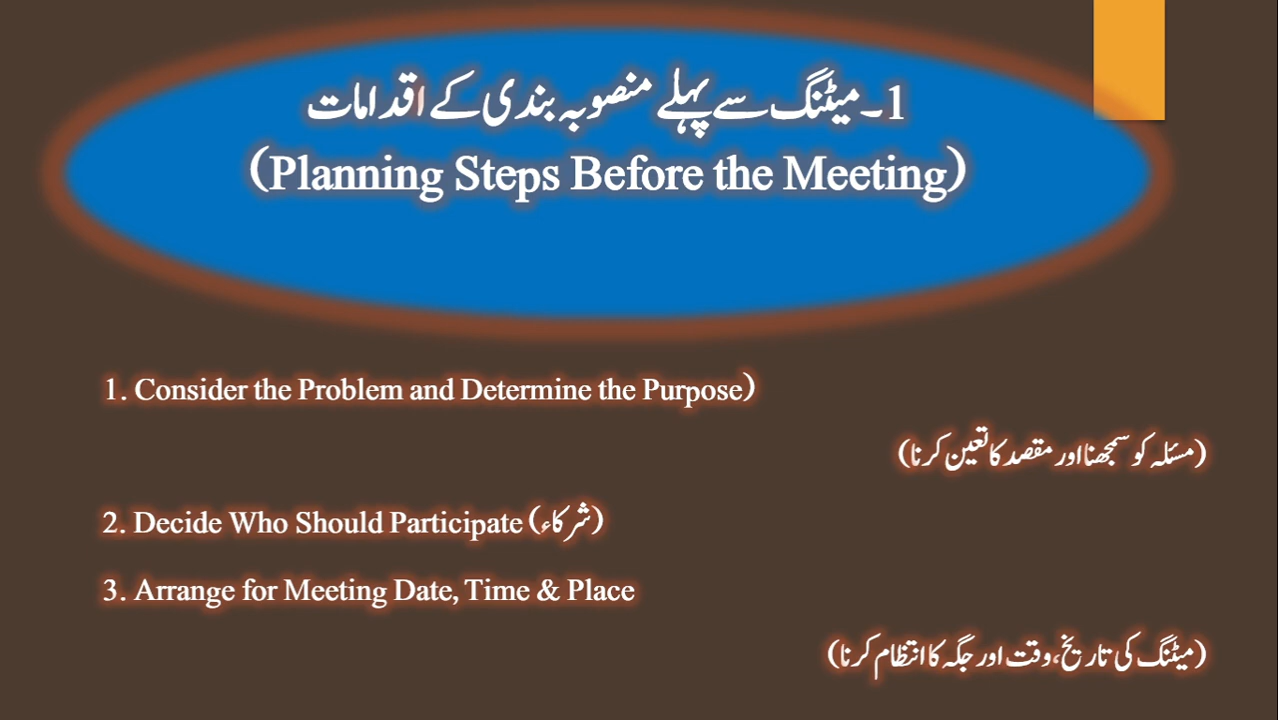 1۔میٹنگ سے پہلے منصوبہ بندی کے اقدامات
(Planning Steps Before the Meeting)
1. Consider the Problem and Determine the Purpose)
(مسئلہ کو سمجھنا اور مقصد کا تعین کرنا)
2. Decide Who Should Participate (شرکاء)
3. Arrange for Meeting Date, Time & Place
(میٹنگ کی تاریخ، وقت اور جگہ کا انتظام کرنا)